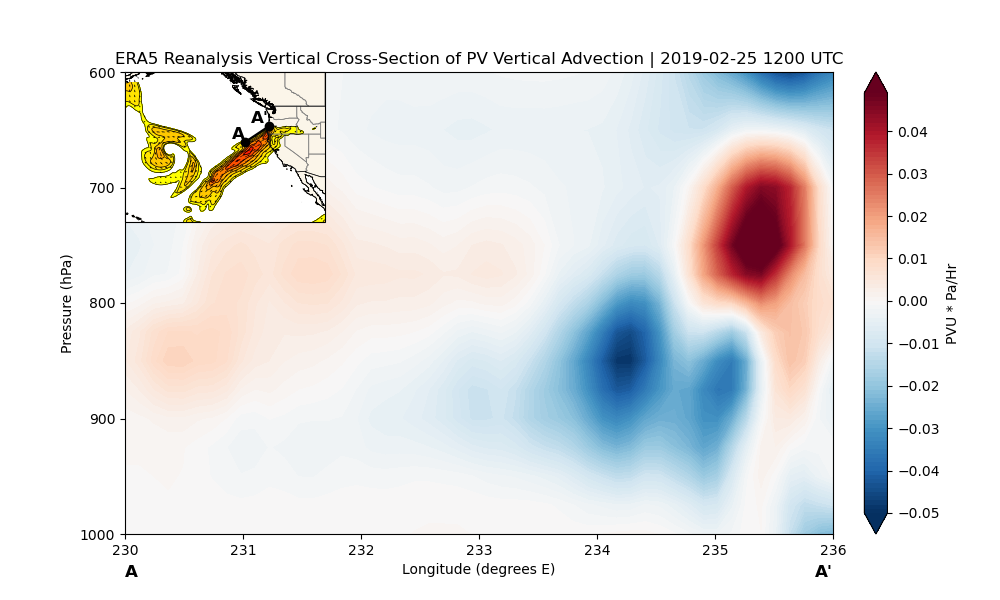 ERA5 Reanalysis Vertical Cross-Section of PV Vertical Advection | 2019-02-25 1200 UTC
600
700
800
900
1000
Pressure (hPa)
A
A'
230
231
232
233
234
235
236
A
Longitude (degrees E)
A'
0.04
0.03
0.02
0.01
0.00
−0.01
−0.02
−0.03
−0.04
−0.05
PVU * Pa/Hr